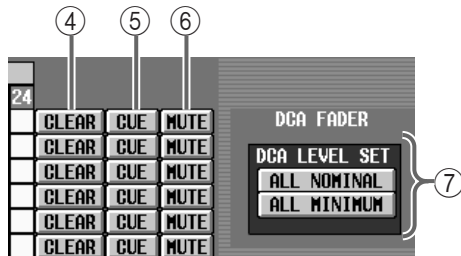 ④ ⑤ ⑥
24
CLEAR CUE MUTE DCA FADER
CLEAR CUE MUTE
CLEAR CUE MUTE DCA LEVEL SET
CLEAR CUE MUTE ALL NOMINAL ⑦
CLEAR CUE MUTE ALL MINIMUM
CLEAR CUE MUTE